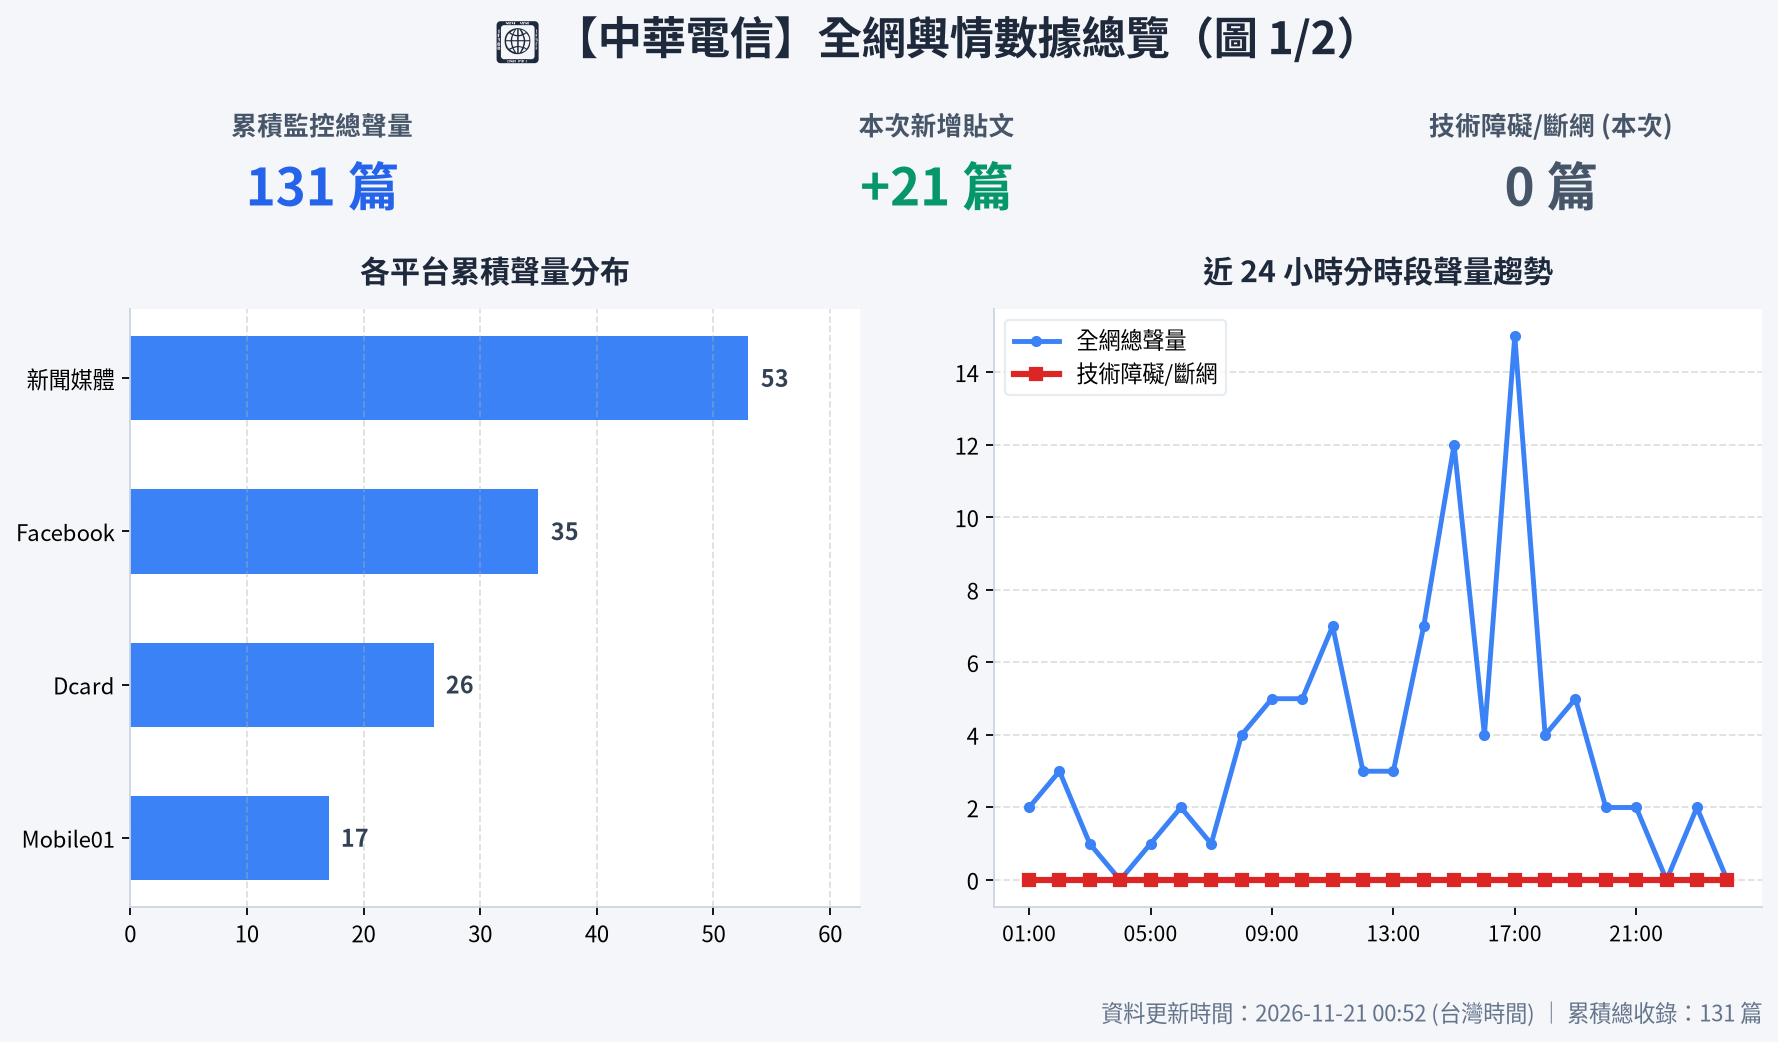 【中華電信】全網輿情數據總覽（圖 1/2）
累積監控總聲量
131 篇
本次新增貼文
+21 篇
技術障礙/斷網 (本次)
0 篇
各平台累積聲量分布
新聞媒體
53
Facebook
35
Dcard
26
Mobile01
17
0 10 20 30 40 50 60
近 24 小時分時段聲量趨勢
全網總聲量
技術障礙/斷網
14
12
10
8
6
4
2
0
01:00 05:00 09:00 13:00 17:00 21:00
資料更新時間：2026-11-21 00:52 (台灣時間) ｜ 累積總收錄：131 篇